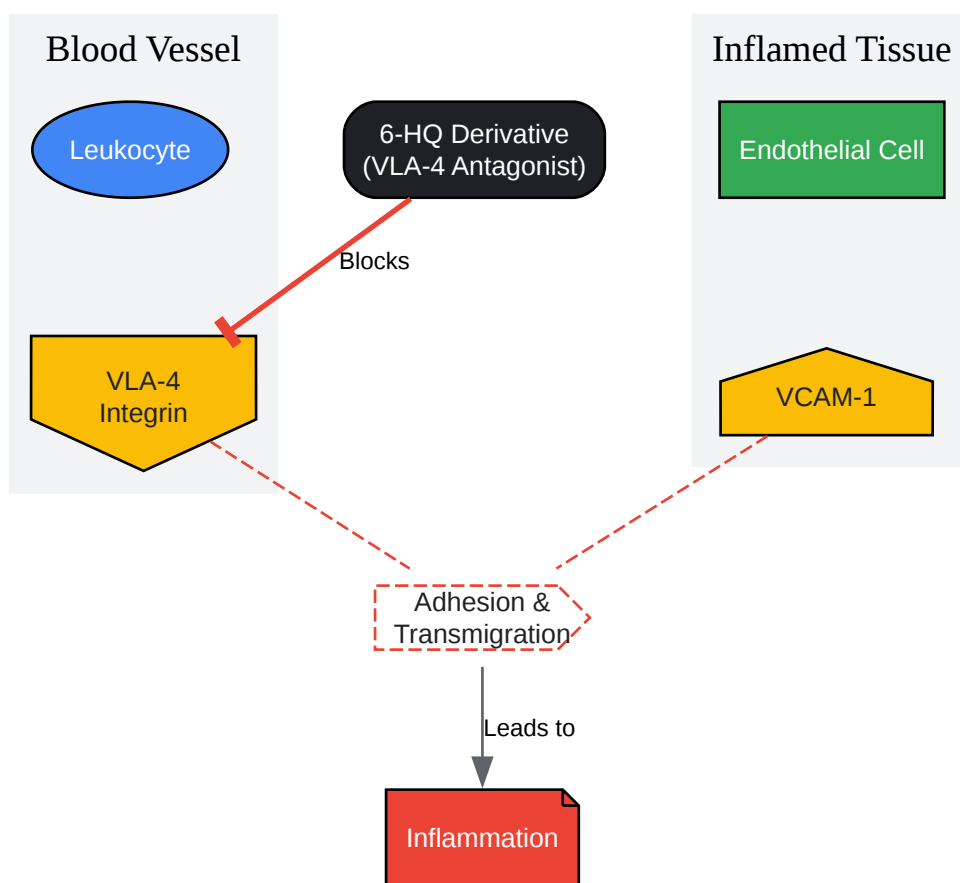 Blood Vessel
Inflamed Tissue
Leukocyte
6-HQ Derivative
(VLA-4 Antagonist)
Endothelial Cell
Blocks
VLA-4
Integrin
VCAM-1
Adhesion &
Transmigration
Leads to
Inflammation